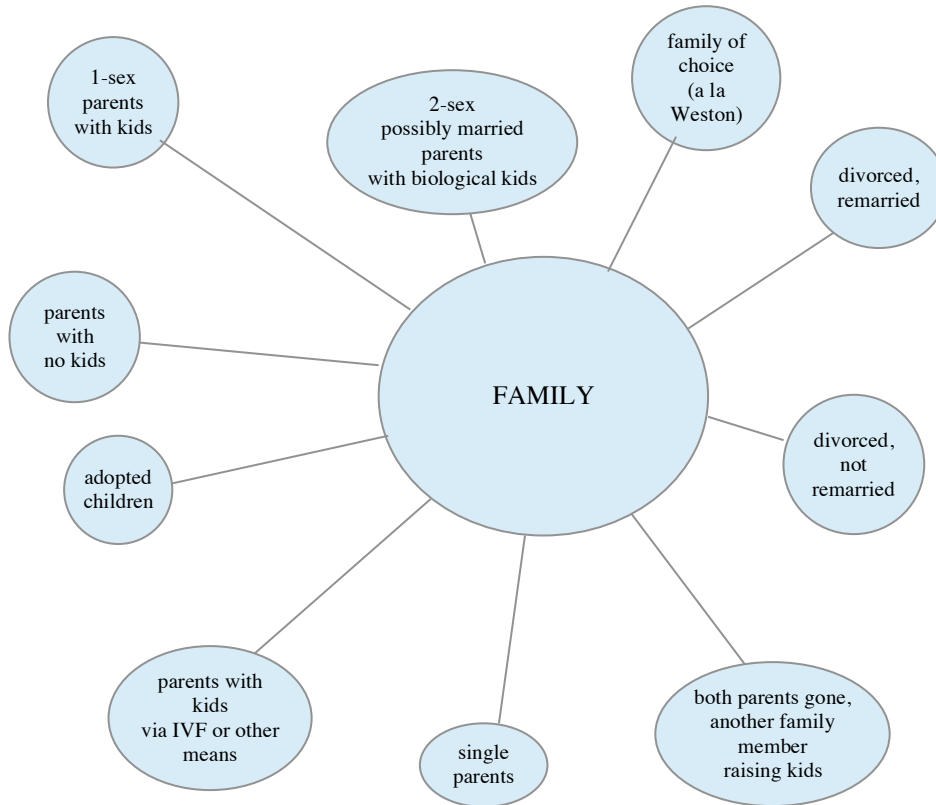 1-sex
parents
with kids
2-sex
possibly married
parents
with biological kids
family of
choice
(a la
Weston)
divorced,
remarried
parents
with
no kids
FAMILY
divorced,
not
remarried
adopted
children
parents with
kids
via IVF or other
means
single
parents
both parents gone,
another family
member
raising kids